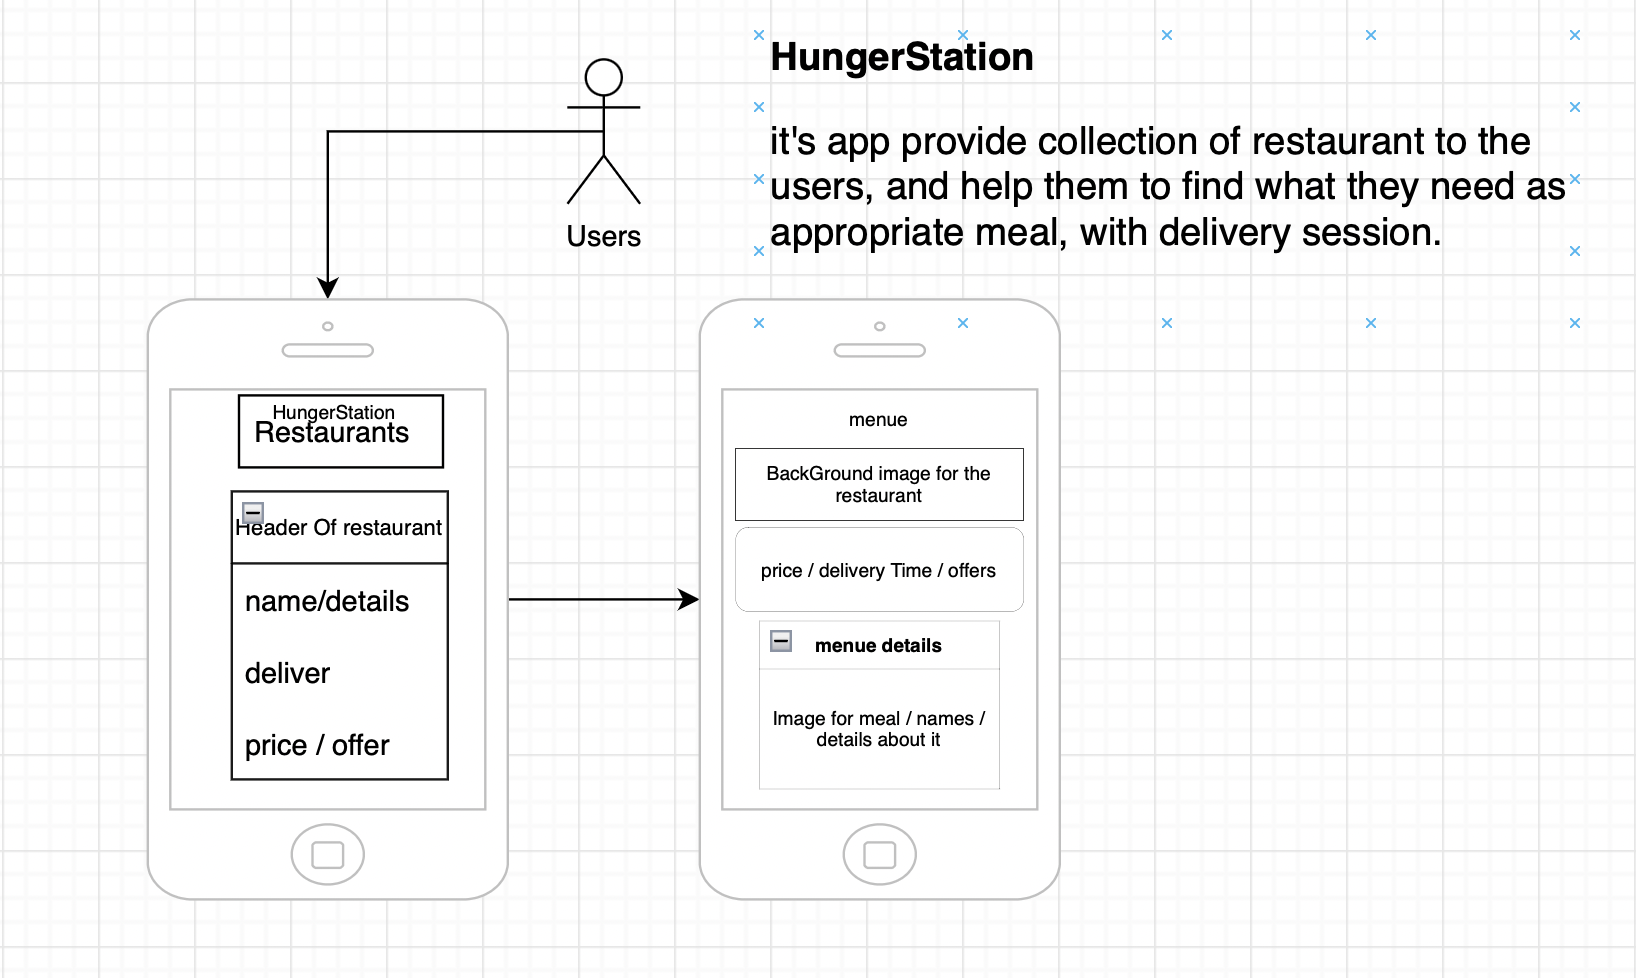 HungerStation
it's app provide collection of restaurant to the
users, and help them to find what they need as
appropriate meal, with delivery session.
Users
HungerStation
Restaurants
Header Of restaurant
name/details
deliver
price / offer
menue
BackGround image for the
restaurant
price / delivery Time / offers
menue details
Image for meal / names /
details about it